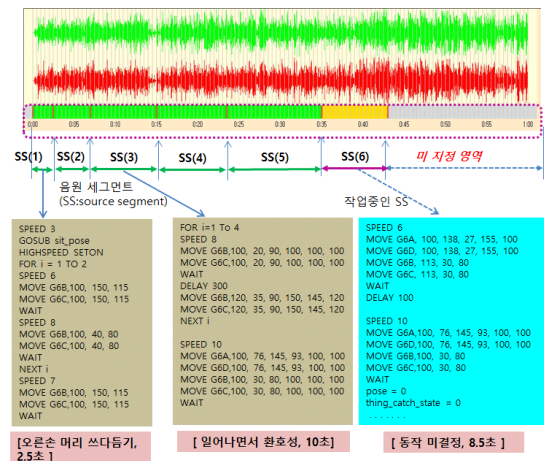 0:00 0:05 0:10 0:15 0:20 0:25 0:30 0:35 0:40 0:45 0:50 0:55 1:00
SS(1) SS(2) SS(3) SS(4) SS(5) SS(6) 미 지정 영역
음원 세그먼트
(SS:source segment)
작업중인 SS
SPEED 3
GOSUB sit_pose
HIGHSPEED SETON
FOR i = 1 TO 2
SPEED 6
MOVE G6B,100, 150, 115
MOVE G6C,100, 150, 115
WAIT
SPEED 8
MOVE G6B,100, 40, 80
MOVE G6C,100, 40, 80
WAIT
NEXT i
SPEED 7
MOVE G6B,100, 150, 115
MOVE G6C,100, 150, 115
WAIT
[오른손 머리 쓰다듬기,
2.5초 ]
FOR i=1 To 4
SPEED 8
MOVE G6B,100, 20, 90, 100, 100, 100
MOVE G6C,100, 20, 90, 100, 100, 100
WAIT
DELAY 300
MOVE G6B,120, 35, 90, 150, 145, 120
MOVE G6C,120, 35, 90, 150, 145, 120
NEXT i
SPEED 10
MOVE G6A,100, 76, 145, 93, 100, 100
MOVE G6D,100, 76, 145, 93, 100, 100
MOVE G6B,100, 30, 80, 100, 100, 100
MOVE G6C,100, 30, 80, 100, 100, 100
WAIT
[ 일어나면서 환호성, 10초]
SPEED 6
MOVE G6A, 100, 138, 27, 155, 100
MOVE G6D, 100, 138, 27, 155, 100
MOVE G6B, 113, 30, 80
MOVE G6C, 113, 30, 80
WAIT
DELAY 100
SPEED 10
MOVE G6A,100, 76, 145, 93, 100, 100
MOVE G6D,100, 76, 145, 93, 100, 100
MOVE G6B,100, 30, 80
MOVE G6C,100, 30, 80
WAIT
pose = 0
thing_catch_state = 0
. . . . . . .
[ 동작 미결정, 8.5초 ]